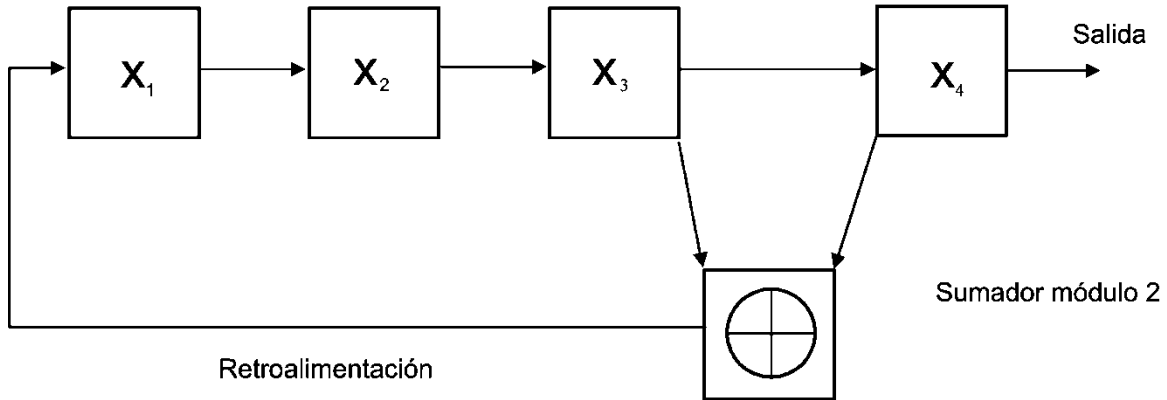 Salida
X₁
X₂
X₃
X₄
Sumador módulo 2
Retroalimentación